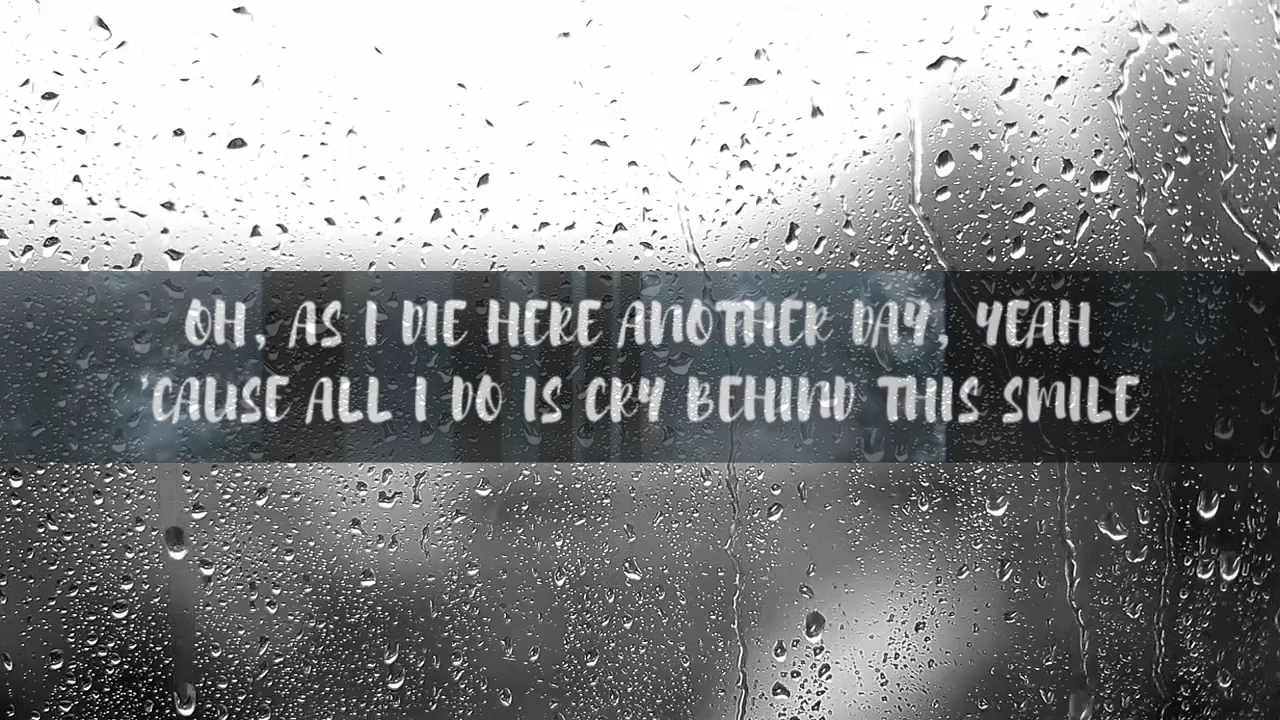 OH, AS I DIE HERE ANOTHER DAY, YEAH
'CAUSE ALL I DO IS CRY BEHIND THIS SMILE